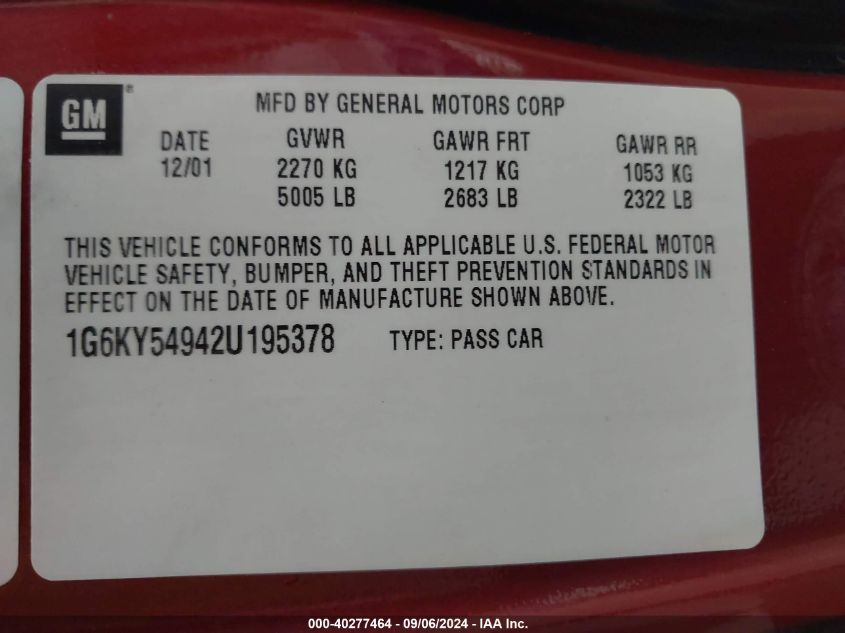 GM®
MFD BY GENERAL MOTORS CORP
DATE GVWR GAWR FRT GAWR RR
12/01 2270 KG 1217 KG 1053 KG
5005 LB 2683 LB 2322 LB
THIS VEHICLE CONFORMS TO ALL APPLICABLE U.S. FEDERAL MOTOR
VEHICLE SAFETY, BUMPER, AND THEFT PREVENTION STANDARDS IN
EFFECT ON THE DATE OF MANUFACTURE SHOWN ABOVE.
1G6KY54942U195378 TYPE: PASS CAR
000-40277464 - 09/06/2024 - IAA Inc.